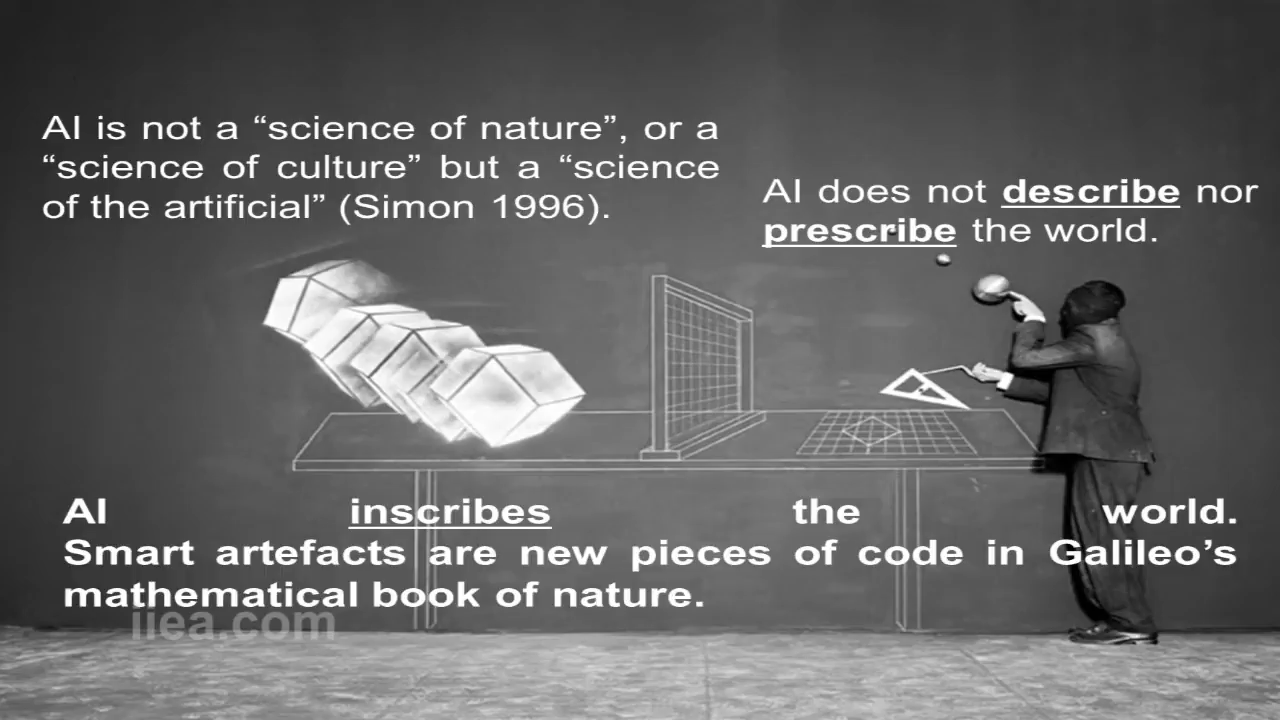 AI is not a “science of nature”, or a
“science of culture” but a “science
of the artificial” (Simon 1996).
AI does not describe nor
prescribe the world.
AI inscribes the world.
Smart artefacts are new pieces of code in Galileo’s
mathematical book of nature.
iiea.com